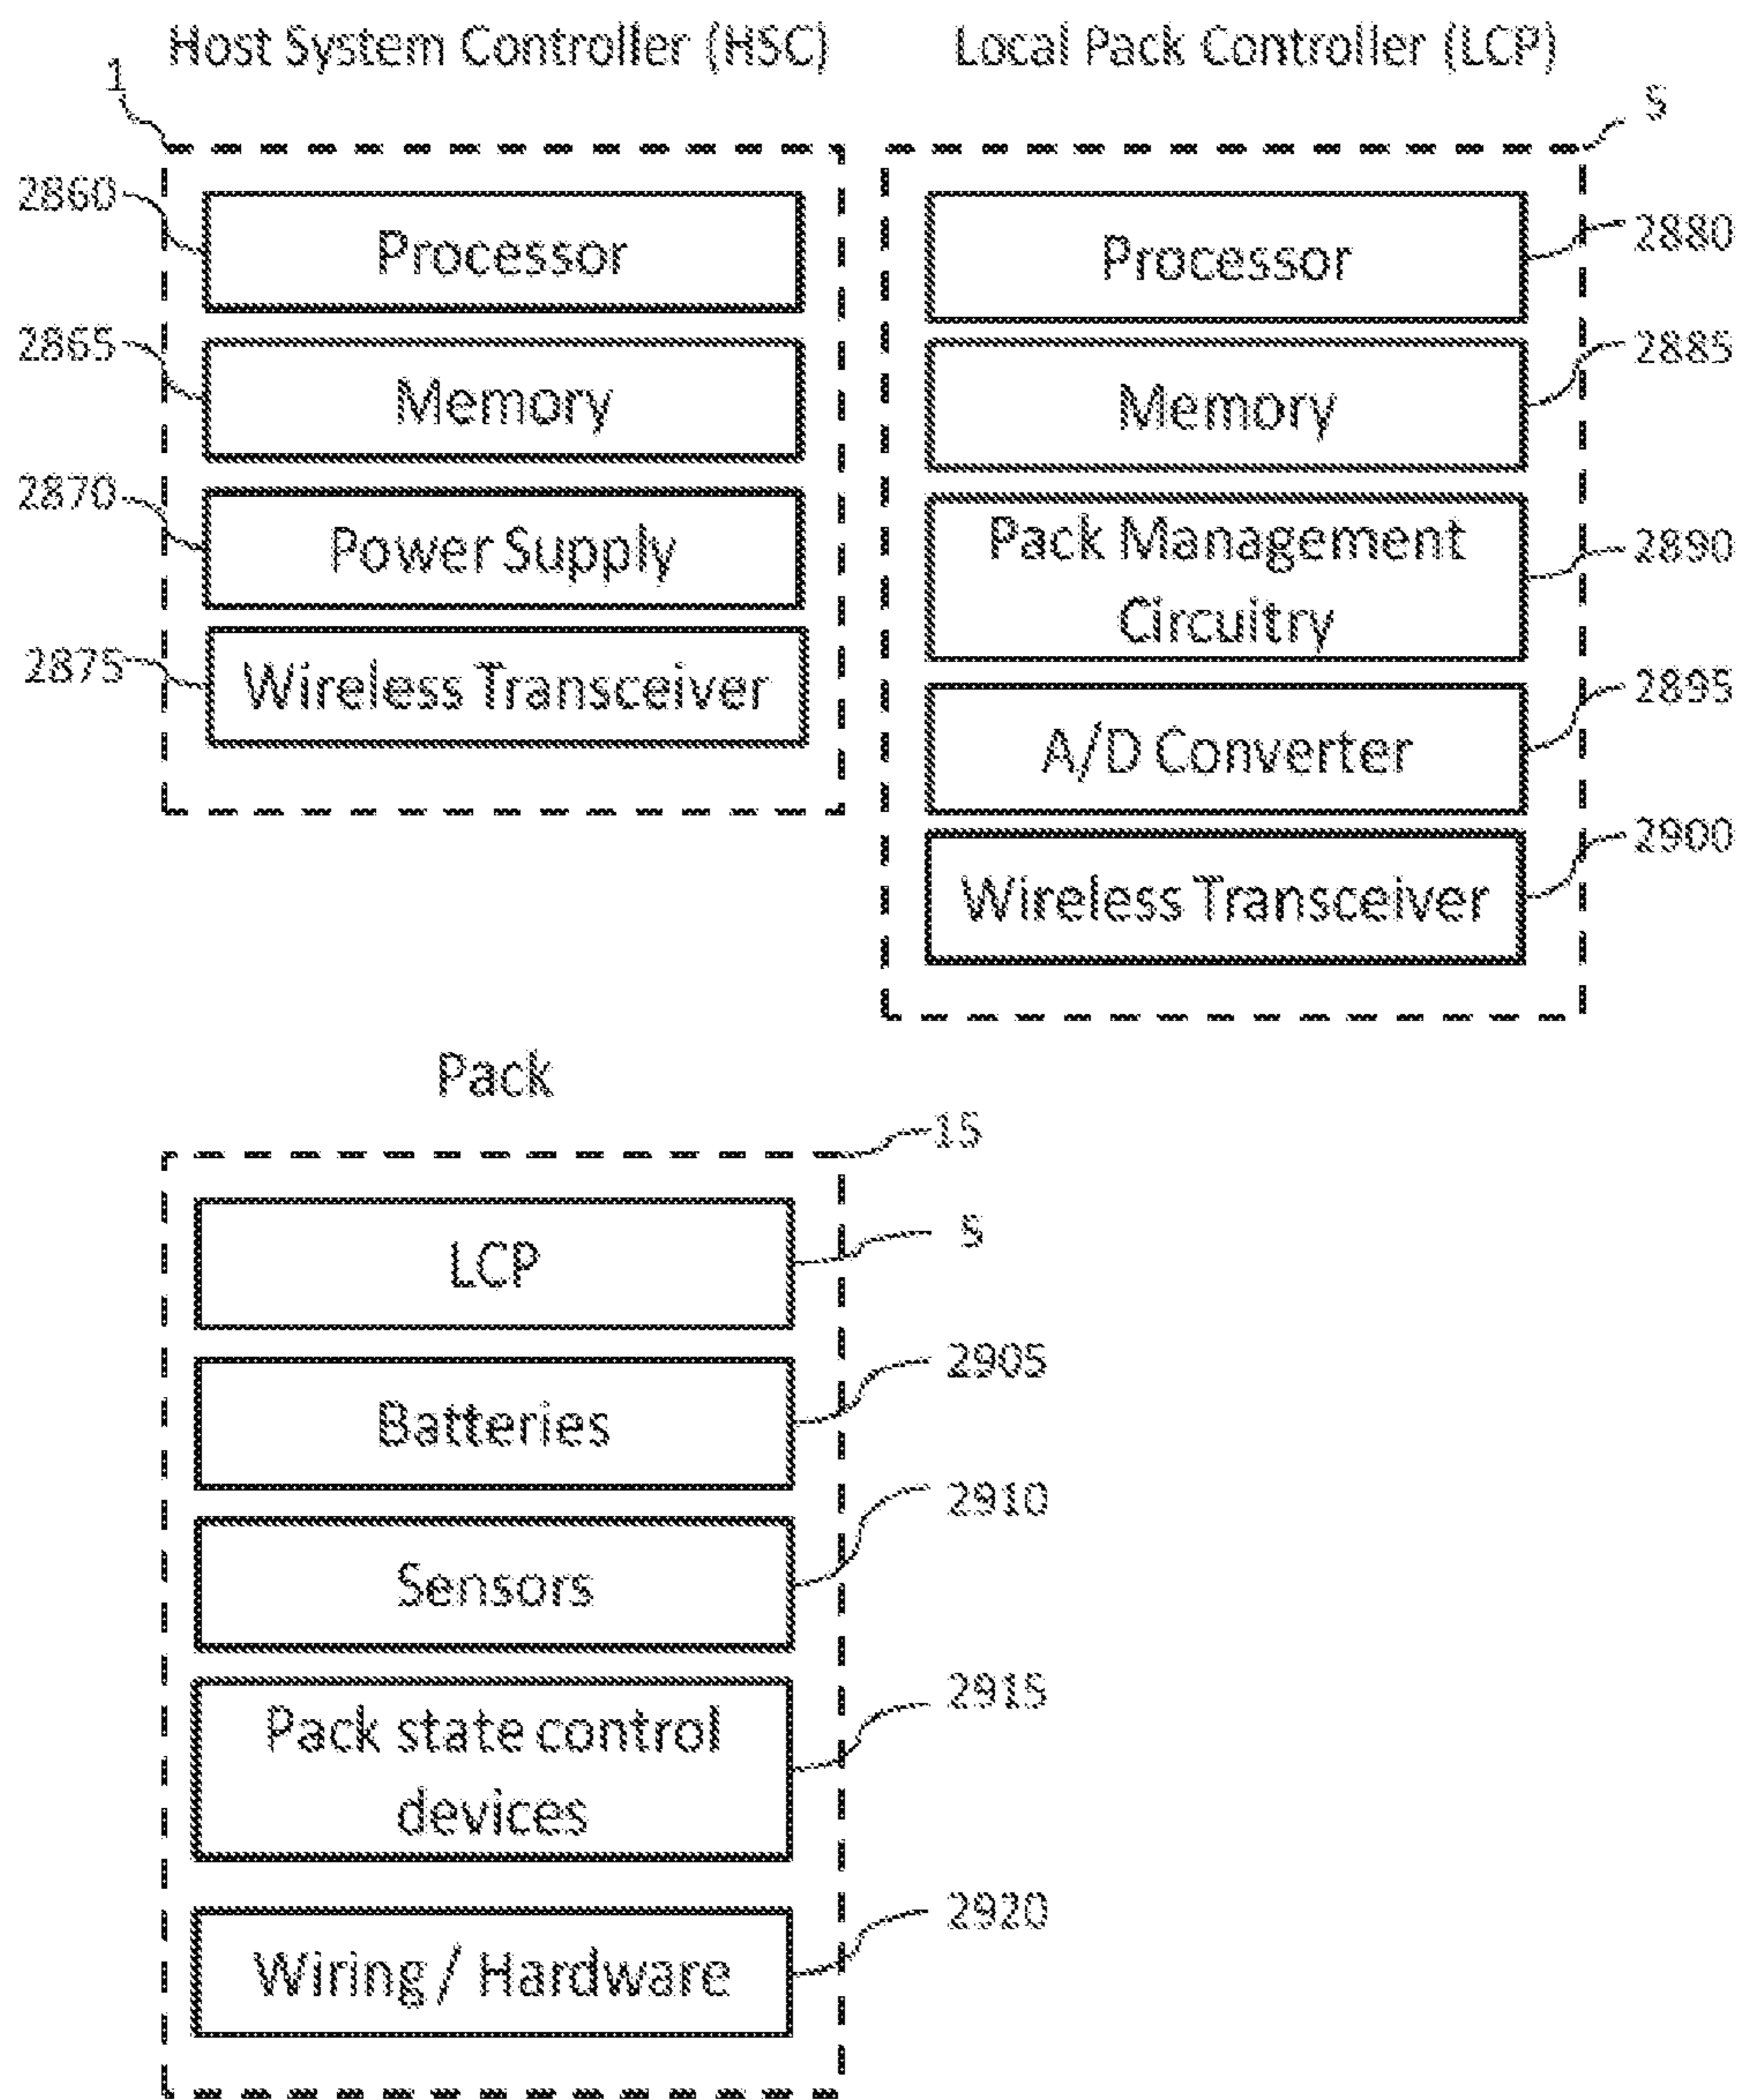 Host System Controller (HSC)
1
2860
Processor
2865
Memory
2870
Power Supply
2875
Wireless Transceiver
Local Pack Controller (LCP)
5
Processor
2880
Memory
2885
Pack Management
Circuitry
2890
A/D Converter
2895
Wireless Transceiver
2900
Pack
15
LCP
5
Batteries
2905
Sensors
2910
Pack state control
devices
2915
Wiring / Hardware
2920